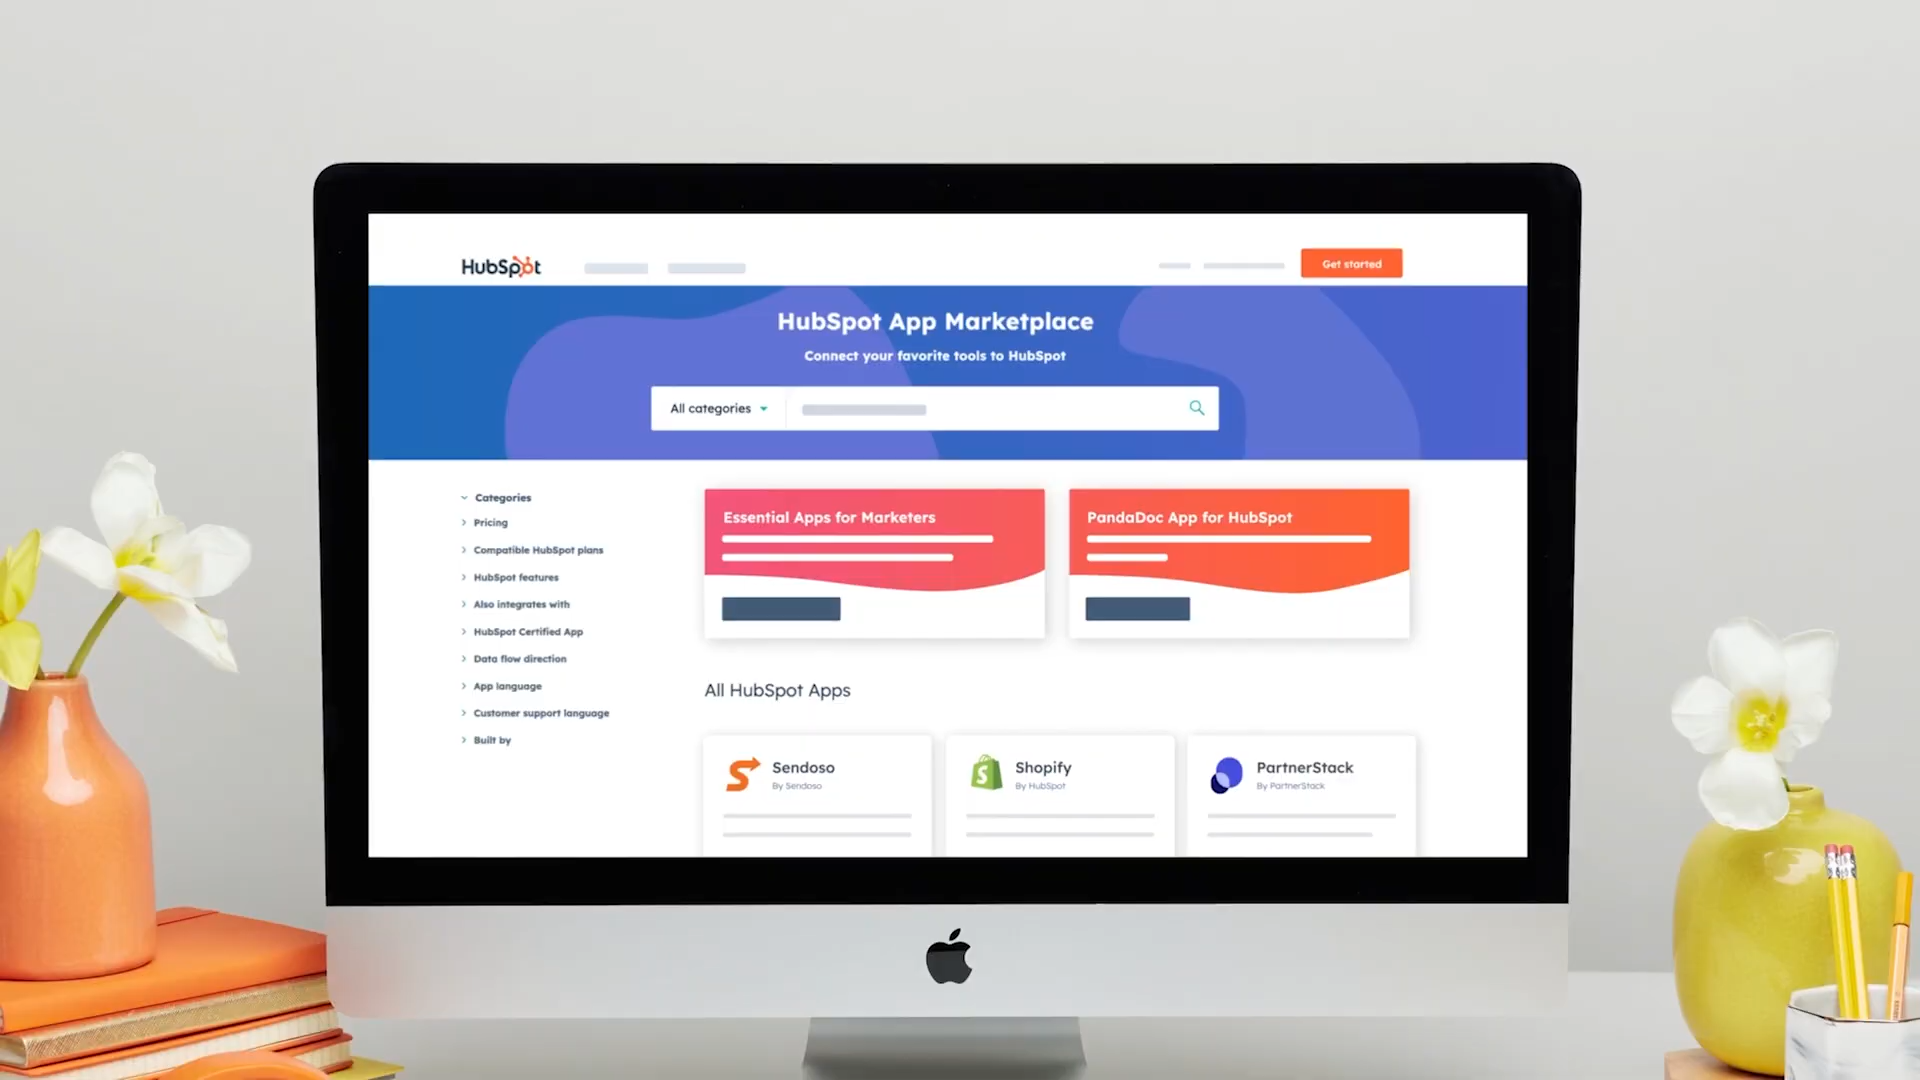 HubSpot
Get started
HubSpot App Marketplace
Connect your favorite tools to HubSpot
All categories
Categories
Pricing
Compatible HubSpot plans
HubSpot features
Also integrates with
HubSpot Certified App
Data flow direction
App language
Customer support language
Built by
Essential Apps for Marketers
PandaDoc App for HubSpot
All HubSpot Apps
Sendoso
By Sendoso
Shopify
By HubSpot
PartnerStack
By PartnerStack